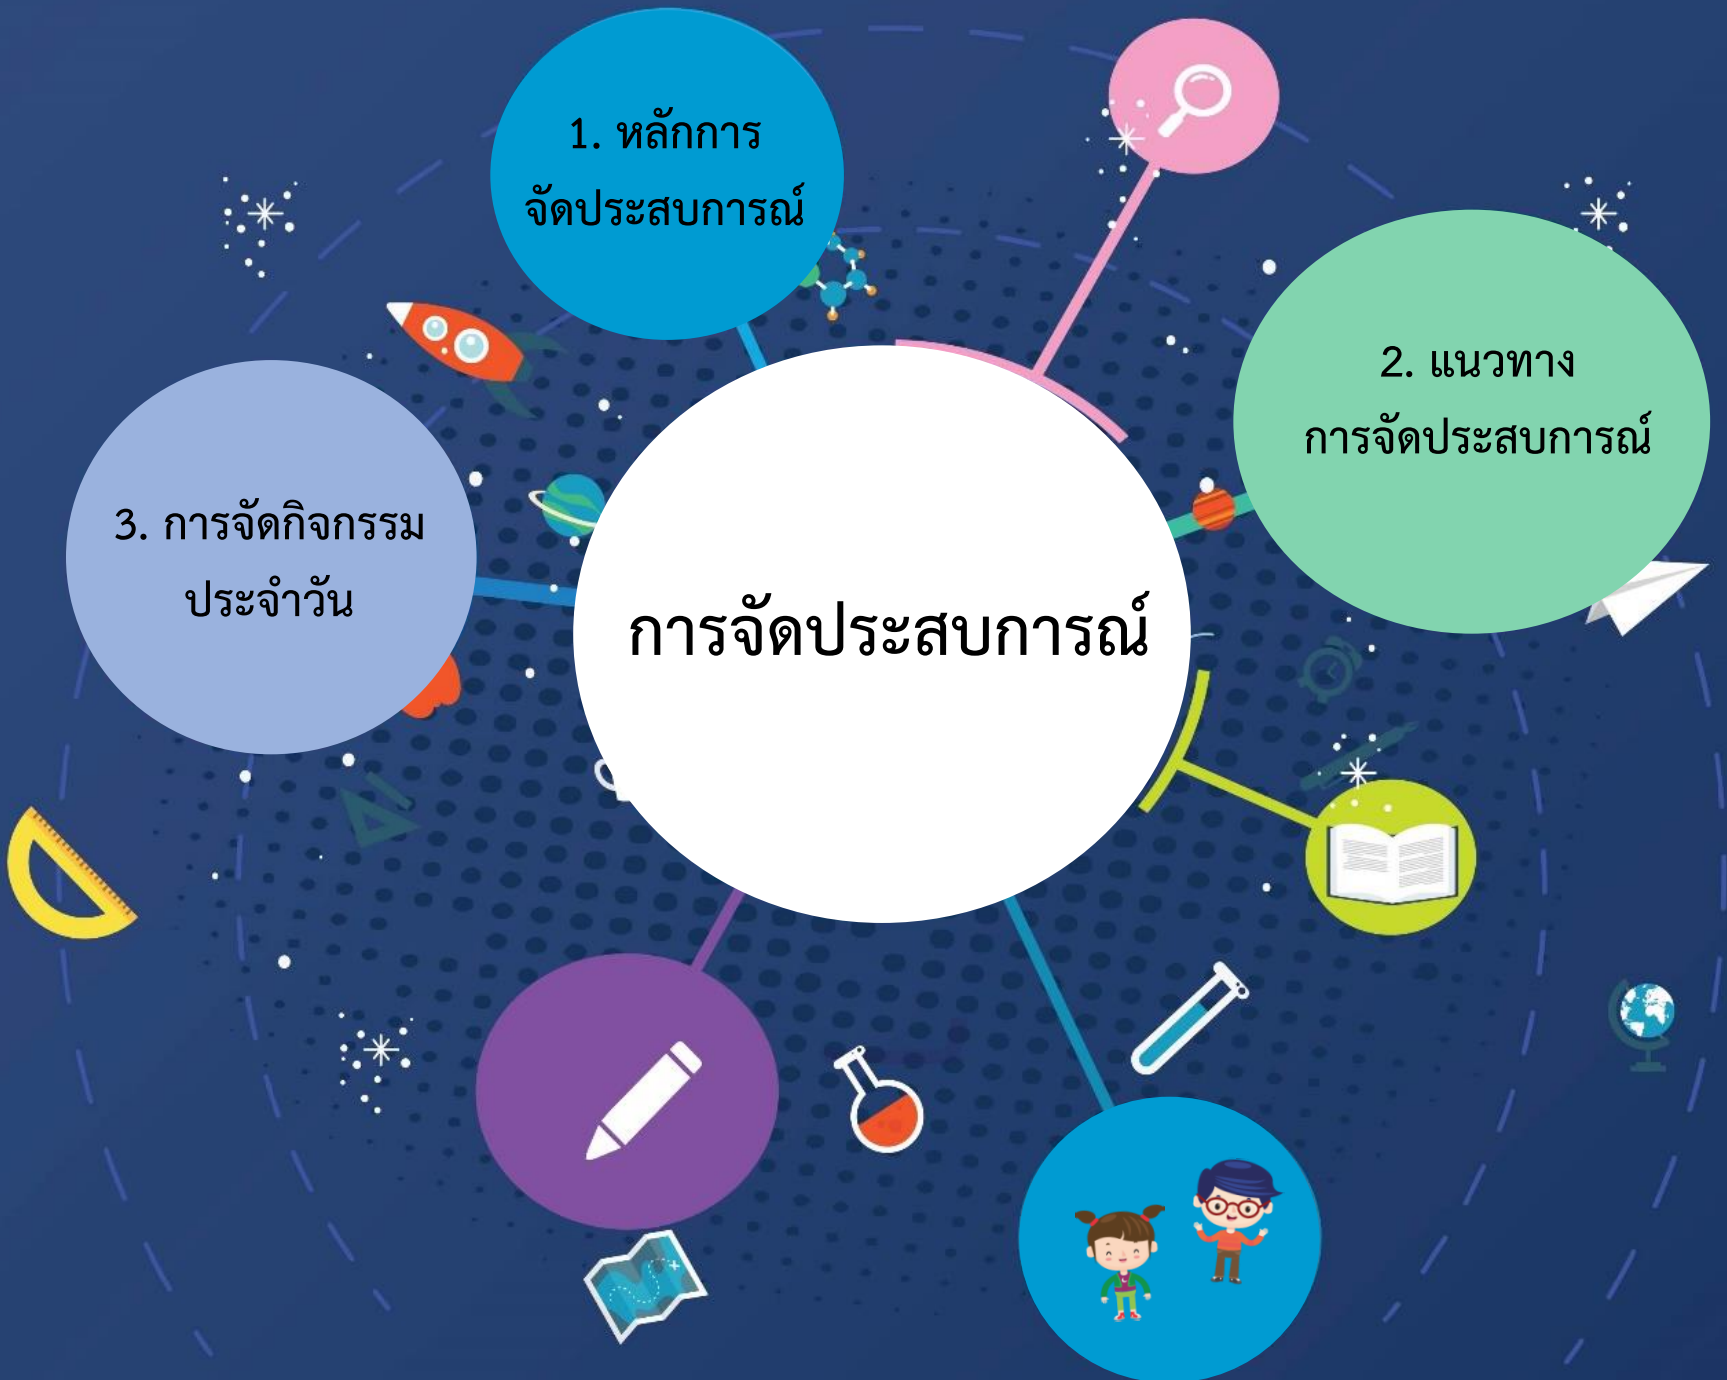 1. หลักการ
จัดประสบการณ์
2. แนวทาง
การจัดประสบการณ์
3. การจัดกิจกรรม
ประจำวัน
การจัดประสบการณ์